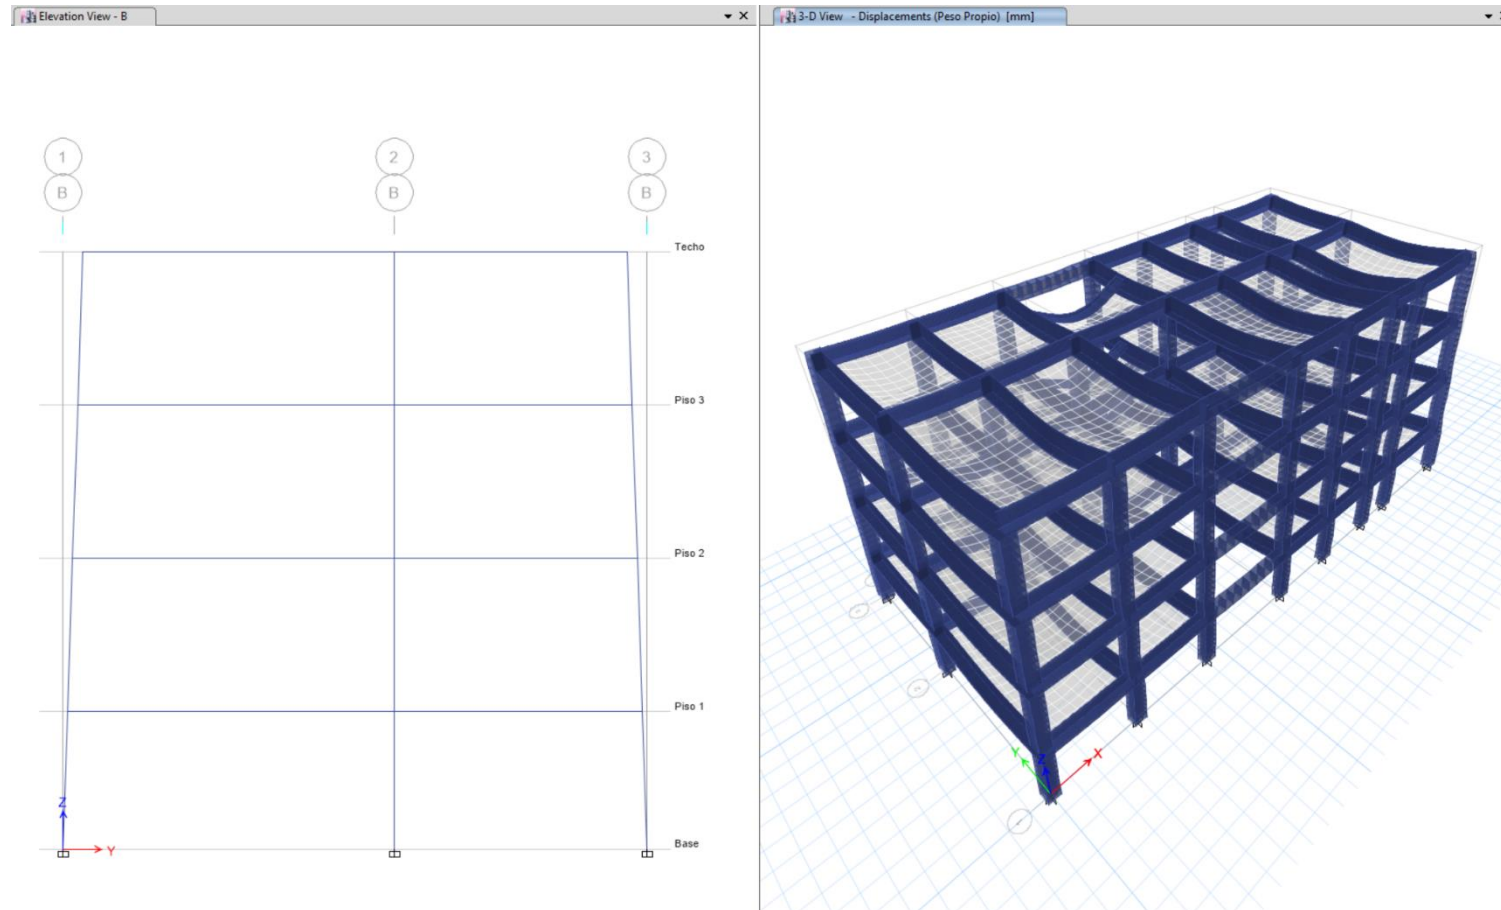 Elevation View - B
3-D View - Displacements (Peso Propio) [mm]
1
2
3
B
B
B
Techo
Piso 3
Piso 2
Piso 1
Z
Y
Base
Y
Z
X